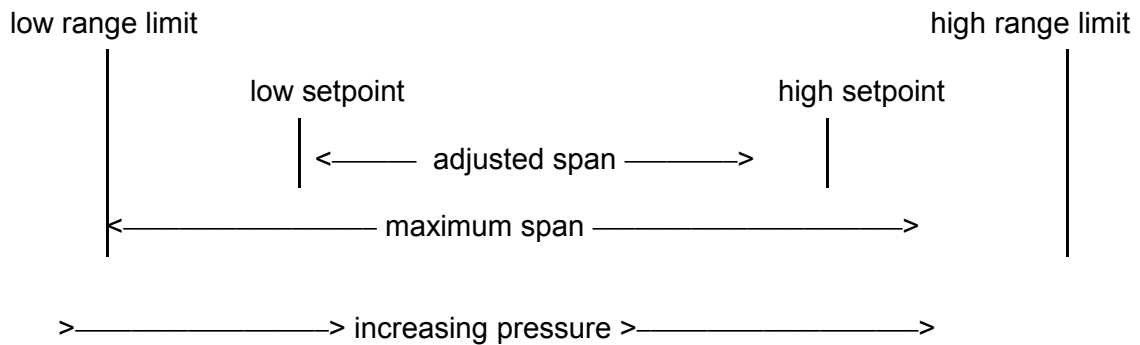 low range limit high range limit
low setpoint high setpoint
<—— adjusted span ———>
<———————— maximum span ——————————>
>————————> increasing pressure >—————————>